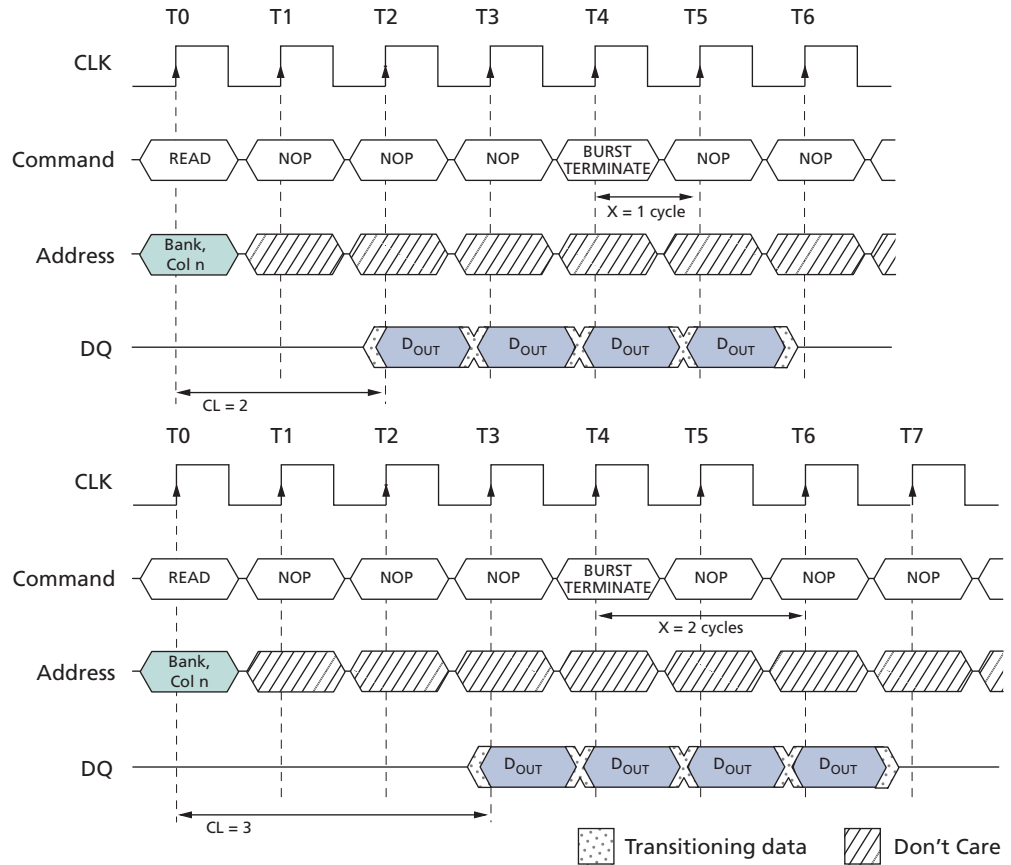 T0 T1 T2 T3 T4 T5 T6
CLK
Command READ NOP NOP NOP BURST TERMINATE NOP NOP
X = 1 cycle
Address Bank, Col n
DQ DOUT DOUT DOUT DOUT
CL = 2
T0 T1 T2 T3 T4 T5 T6 T7
CLK
Command READ NOP NOP NOP BURST TERMINATE NOP NOP NOP
X = 2 cycles
Address Bank, Col n
DQ DOUT DOUT DOUT DOUT
CL = 3
Transitioning data Don't Care